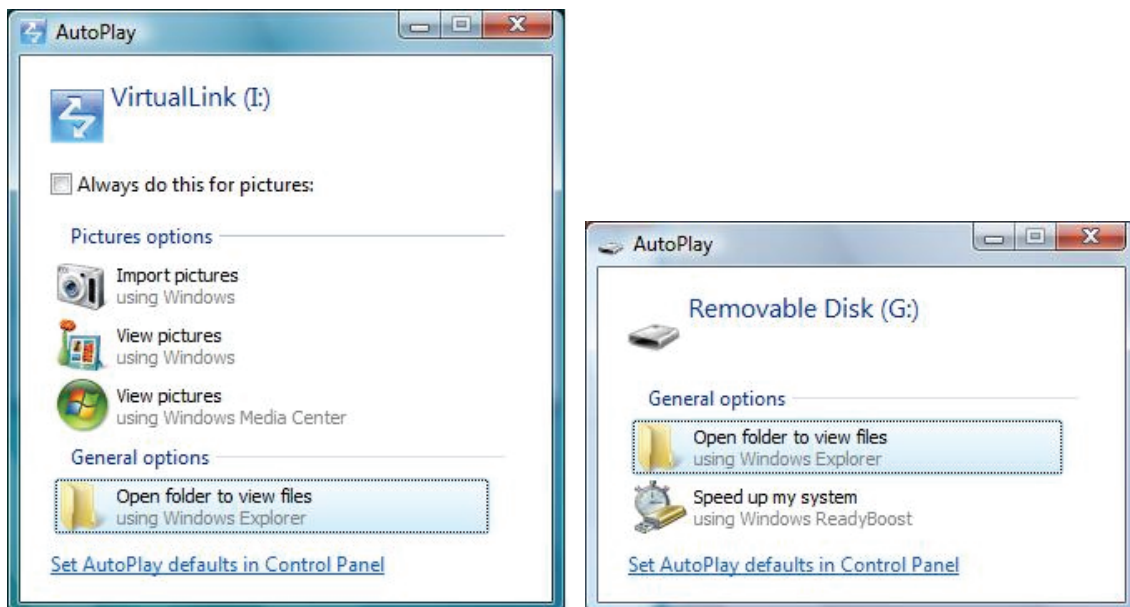 AutoPlay
VirtualLink (I:)
Always do this for pictures:
Pictures options
Import pictures
using Windows
View pictures
using Windows
View pictures
using Windows Media Center
General options
Open folder to view files
using Windows Explorer
Set AutoPlay defaults in Control Panel
AutoPlay
Removable Disk (G:)
General options
Open folder to view files
using Windows Explorer
Speed up my system
using Windows ReadyBoost
Set AutoPlay defaults in Control Panel